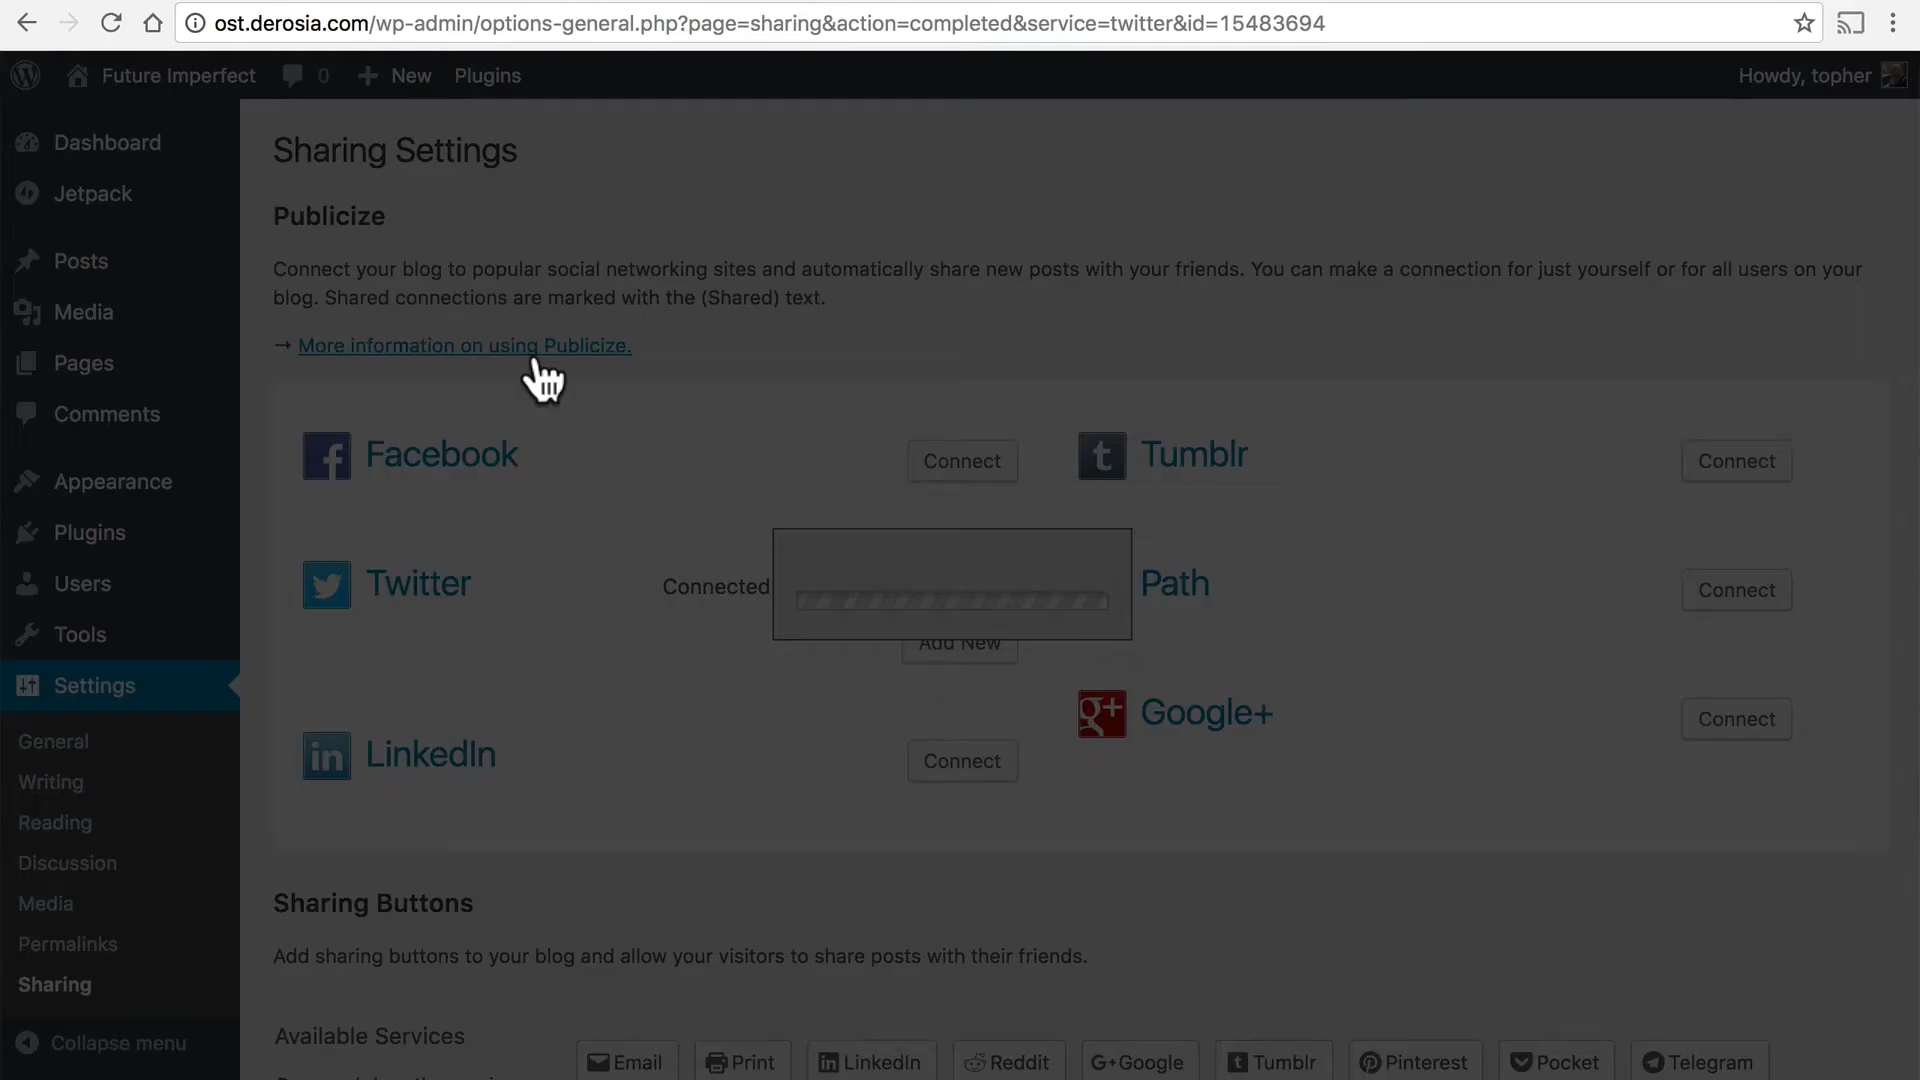 ost.derosia.com/wp-admin/options-general.php?page=sharing&action=completed&service=twitter&id=15483694
Future Imperfect
0
New
Plugins
Howdy, topher
Dashboard
Jetpack
Posts
Media
Pages
Comments
Appearance
Plugins
Users
Tools
Settings
General
Writing
Reading
Discussion
Media
Permalinks
Sharing
Collapse menu
Sharing Settings
Publicize
Connect your blog to popular social networking sites and automatically share new posts with your friends. You can make a connection for just yourself or for all users on your
blog. Shared connections are marked with the (Shared) text.
→ More information on using Publicize.
Facebook
Connect
Tumblr
Connect
Twitter
Connected
Add New
Path
Connect
Google+
Connect
LinkedIn
Connect
Sharing Buttons
Add sharing buttons to your blog and allow your visitors to share posts with their friends.
Available Services
Email
Print
LinkedIn
Reddit
G+ Google
Tumblr
Pinterest
Pocket
Telegram